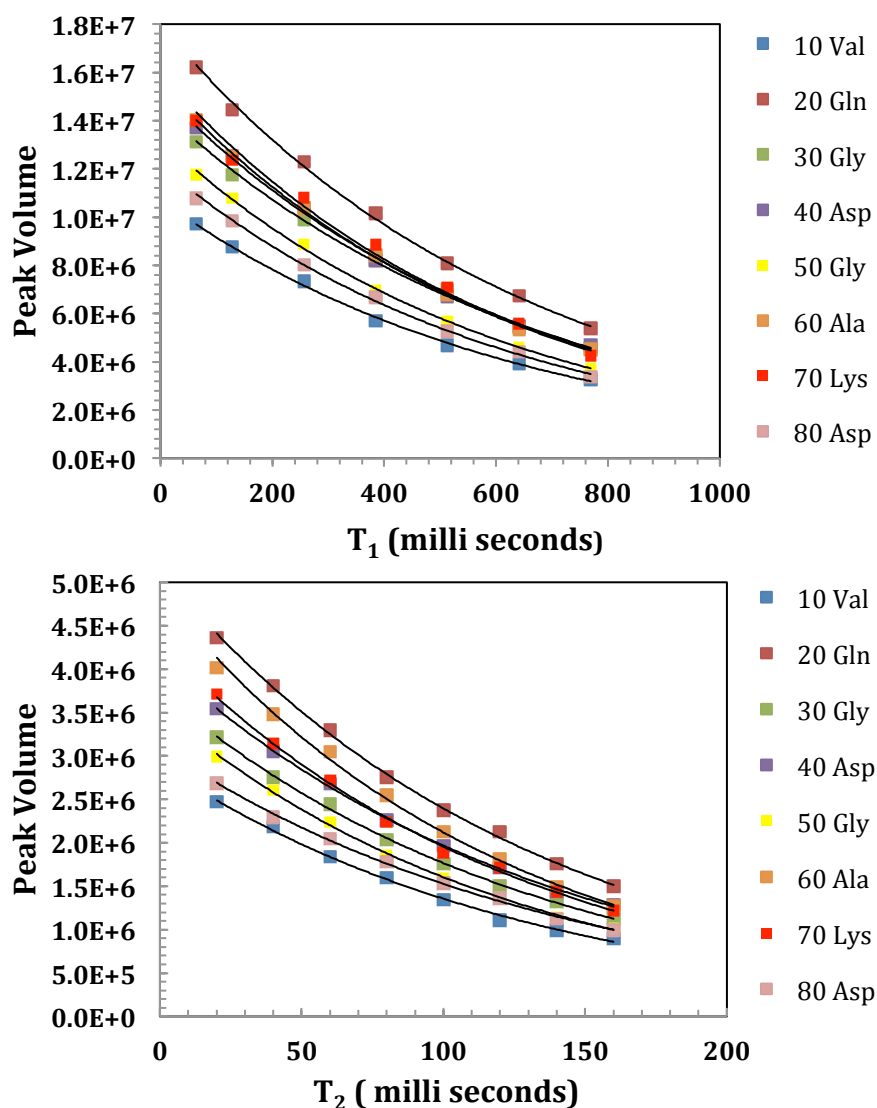 1.8E+7
1.6E+7
1.4E+7
1.2E+7
1.0E+7
8.0E+6
6.0E+6
4.0E+6
2.0E+6
0.0E+0
Peak Volume
0 200 400 600 800 1000
T₁ (milli seconds)
10 Val
20 Gln
30 Gly
40 Asp
50 Gly
60 Ala
70 Lys
80 Asp
5.0E+6
4.5E+6
4.0E+6
3.5E+6
3.0E+6
2.5E+6
2.0E+6
1.5E+6
1.0E+6
5.0E+5
0.0E+0
Peak Volume
0 50 100 150 200
T₂ ( milli seconds)
10 Val
20 Gln
30 Gly
40 Asp
50 Gly
60 Ala
70 Lys
80 Asp